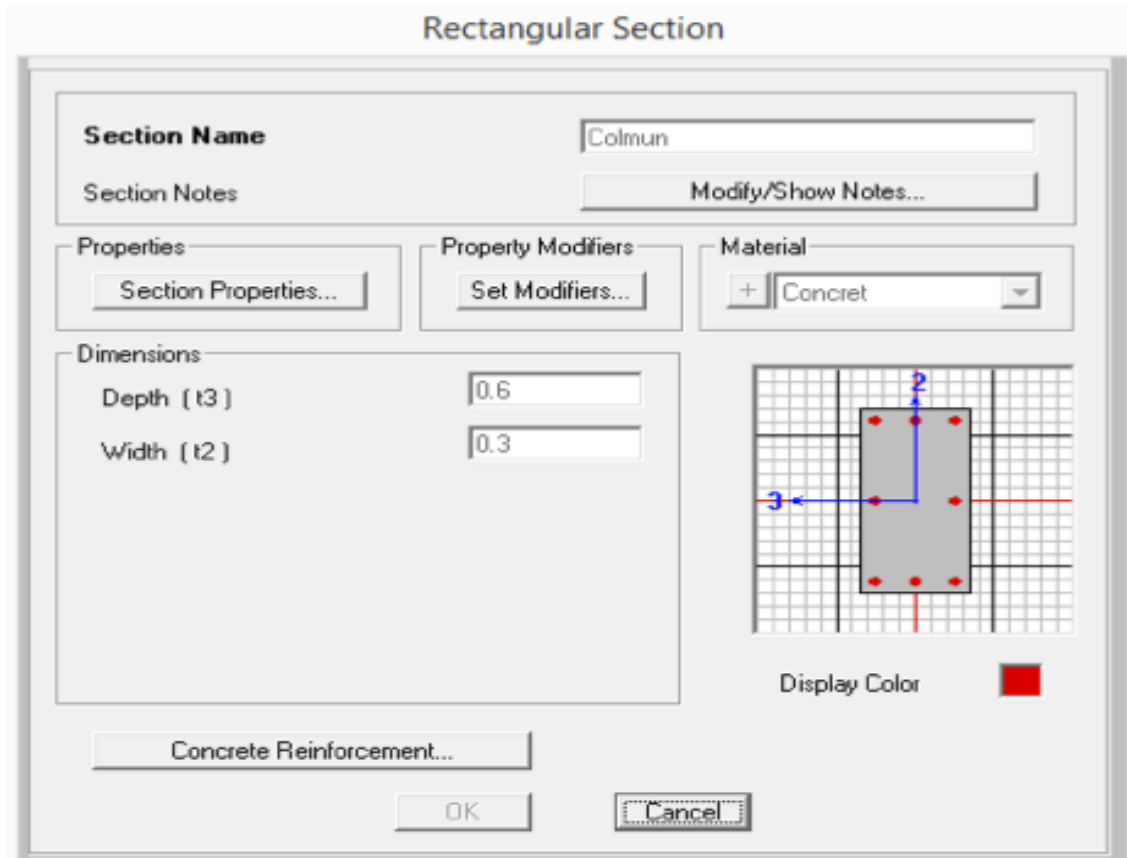 Rectangular Section
Section Name
Colmun
Section Notes
Modify/Show Notes...
Properties
Section Properties...
Property Modifiers
Set Modifiers...
Material
+ Concret
Dimensions
Depth ( t3 ) 0.6
Width ( t2 ) 0.3
2
3
Display Color
Concrete Reinforcement...
OK
Cancel